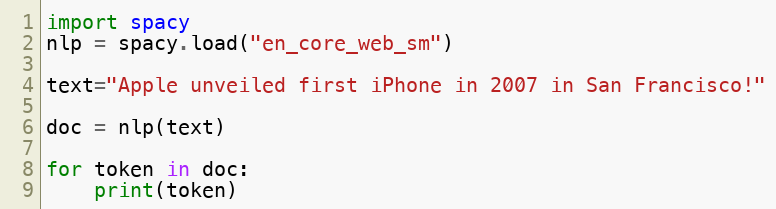 1 import spacy
2 nlp = spacy.load("en_core_web_sm")
3
4 text="Apple unveiled first iPhone in 2007 in San Francisco!"
5
6 doc = nlp(text)
7
8 for token in doc:
9     print(token)